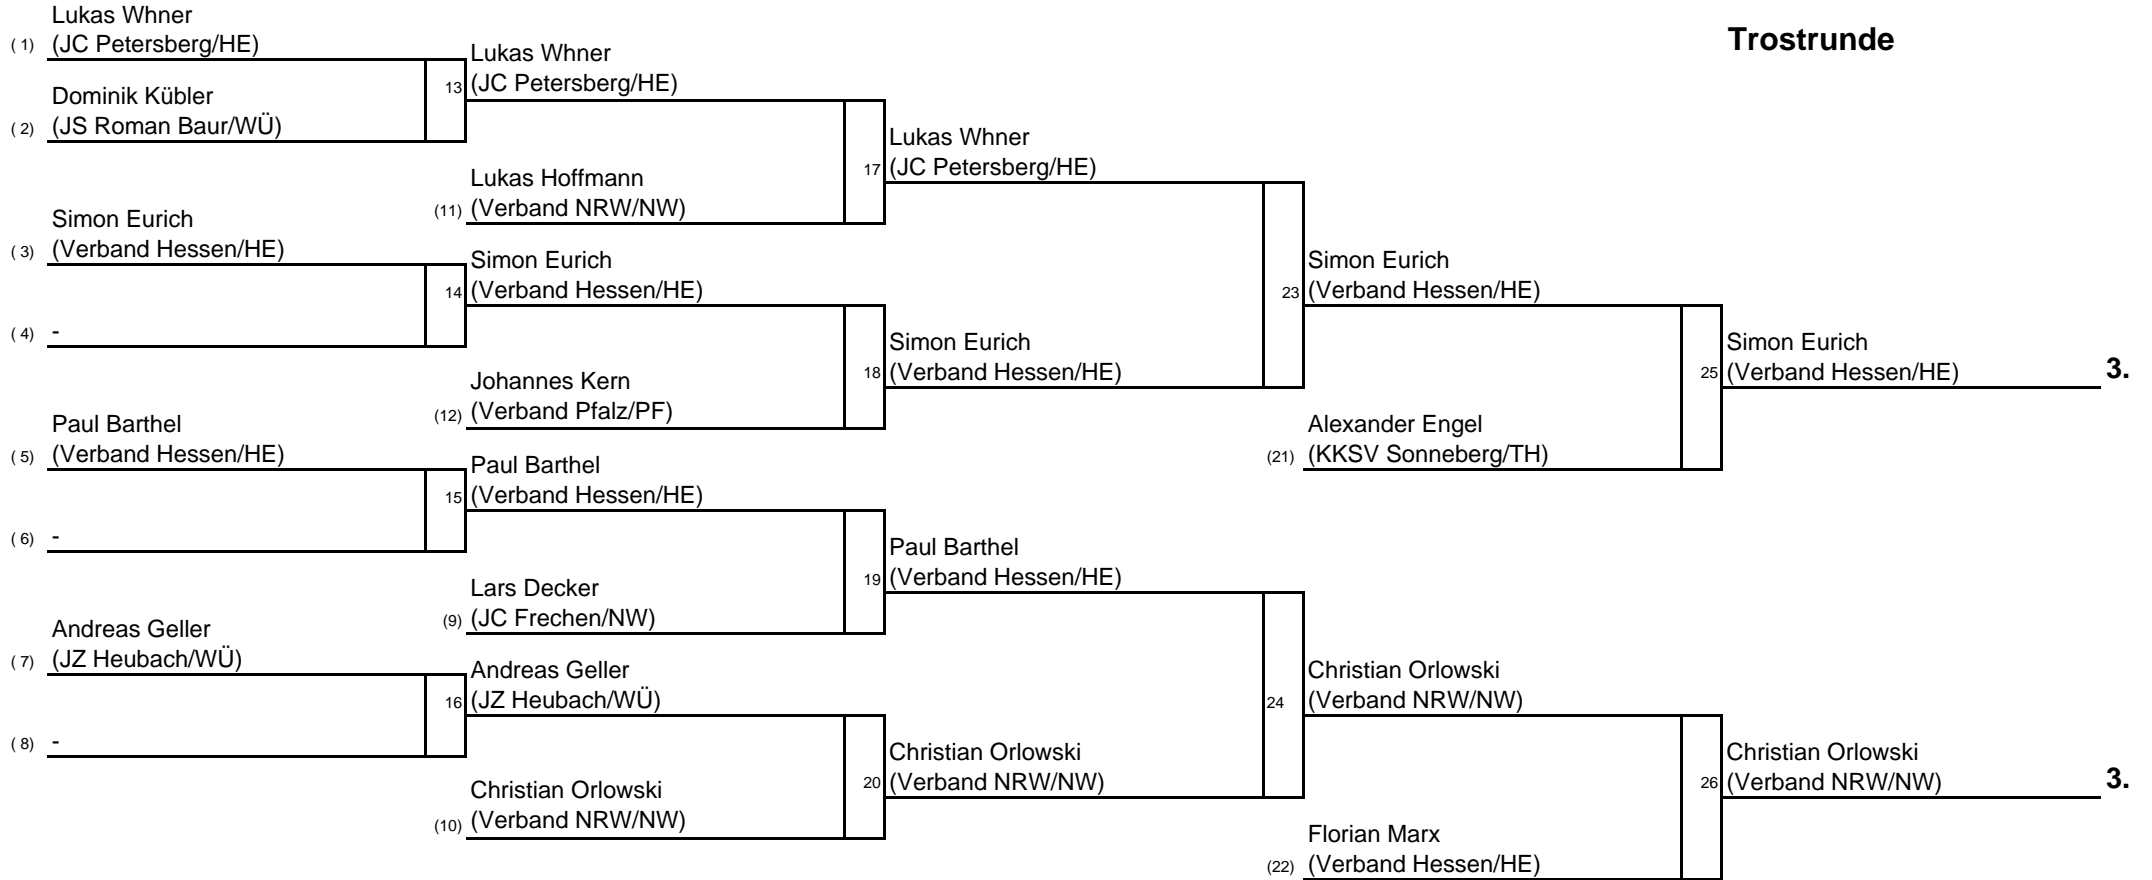 Trostrunde
Lukas Whner
( 1) (JC Petersberg/HE)
Dominik Kübler
( 2) (JS Roman Baur/WÜ)
Simon Eurich
( 3) (Verband Hessen/HE)
( 4) -
Paul Barthel
( 5) (Verband Hessen/HE)
( 6) -
Andreas Geller
( 7) (JZ Heubach/WÜ)
( 8) -
Lukas Whner
13 (JC Petersberg/HE)
Lukas Hoffmann
(11) (Verband NRW/NW)
Simon Eurich
14 (Verband Hessen/HE)
Johannes Kern
(12) (Verband Pfalz/PF)
Paul Barthel
15 (Verband Hessen/HE)
Lars Decker
(9) (JC Frechen/NW)
Andreas Geller
16 (JZ Heubach/WÜ)
Christian Orlowski
(10) (Verband NRW/NW)
Lukas Whner
17 (JC Petersberg/HE)
Simon Eurich
18 (Verband Hessen/HE)
Paul Barthel
19 (Verband Hessen/HE)
Christian Orlowski
20 (Verband NRW/NW)
Simon Eurich
23 (Verband Hessen/HE)
Alexander Engel
(21) (KKSV Sonneberg/TH)
Christian Orlowski
24 (Verband NRW/NW)
Florian Marx
(22) (Verband Hessen/HE)
Simon Eurich
25 (Verband Hessen/HE) 3.
Christian Orlowski
26 (Verband NRW/NW) 3.